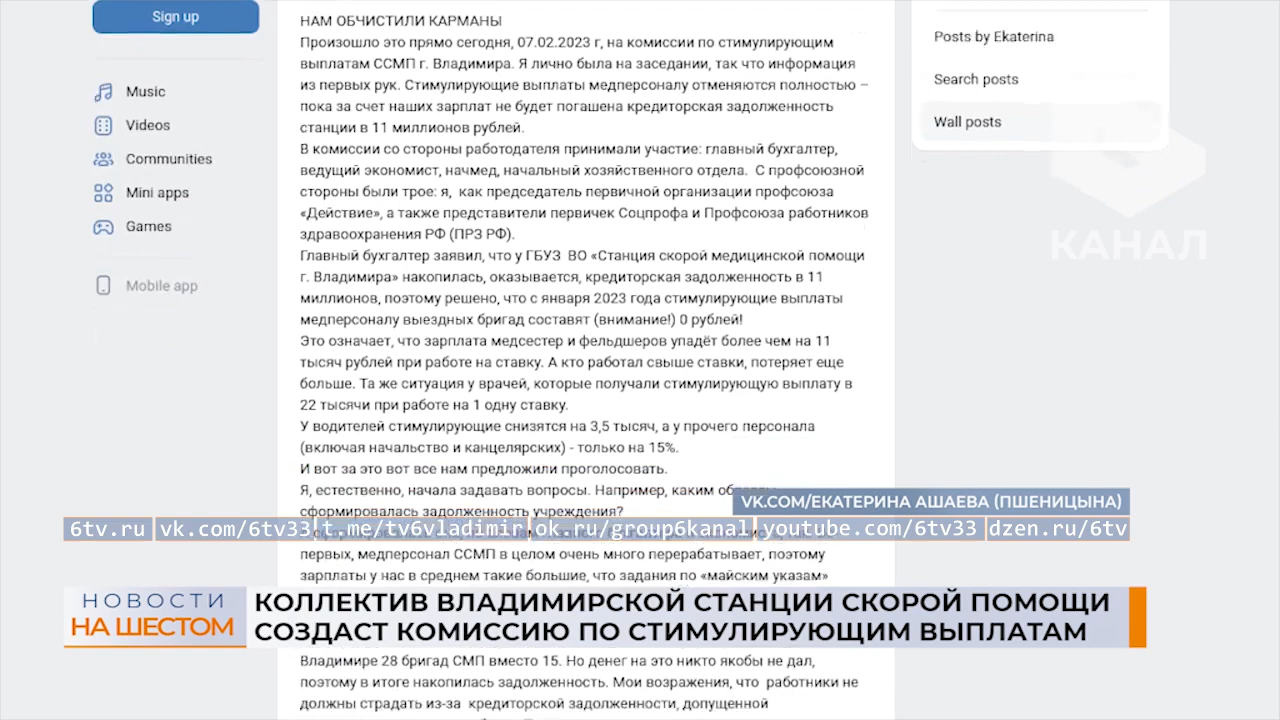 Sign up
Music
Videos
Communities
Mini apps
Games
Mobile app
НАМ ОБЧИСТИЛИ КАРМАНЫ
Произошло это прямо сегодня, 07.02.2023 г, на комиссии по стимулирующим
выплатам ССМП г. Владимира. Я лично была на заседании, так что информация
из первых рук. Стимулирующие выплаты медперсоналу отменяются полностью –
пока за счет наших зарплат не будет погашена кредиторская задолженность
станции в 11 миллионов рублей.
В комиссии со стороны работодателя принимали участие: главный бухгалтер,
ведущий экономист, начмед, начальный хозяйственного отдела. С профсоюзной
стороны были трое: я, как председатель первичной организации профсоюза
«Действие», а также представители первичек Соцпрофа и Профсоюза работников
здравоохранения РФ (ПРЗ РФ).
Главный бухгалтер заявил, что у ГБУЗ ВО «Станция скорой медицинской помощи
г. Владимира» накопилась, оказывается, кредиторская задолженность в 11
миллионов, поэтому решено, что с января 2023 года стимулирующие выплаты
медперсоналу выездных бригад составят (внимание!) 0 рублей!
Это означает, что зарплата медсестер и фельдшеров упадёт более чем на 11
тысяч рублей при работе на ставку. А кто работал свыше ставки, потеряет еще
больше. Та же ситуация у врачей, которые получали стимулирующую выплату в
22 тысячи при работе на 1 одну ставку.
У водителей стимулирующие снизятся на 3,5 тысяч, а у прочего персонала
(включая начальство и канцелярских) - только на 15%.
И вот за это вот все нам предложили проголосовать.
Я, естественно, начала задавать вопросы. Например, каким
сформировалась задолженность учреждения?
первых, медперсонал ССМП в целом очень много перерабатывает, поэтому
зарплаты у нас в среднем такие большие, что задания по «майским указам»
Владимире 28 бригад СМП вместо 15. Но денег на это никто якобы не дал,
поэтому в итоге накопилась задолженность. Мои возражения, что работники не
должны страдать из-за кредиторской задолженности, допущенной
Posts by Ekaterina
Search posts
Wall posts
КАНАЛ
VK.COM/ЕКАТЕРИНА АШАЕВА (ПШЕНИЦЫНА)
6tv.ru vk.com/6tv33 t.me/tv6vladimir ok.ru/group6kanal youtube.com/6tv33 dzen.ru/6tv
НОВОСТИ
НА ШЕСТОМ
КОЛЛЕКТИВ ВЛАДИМИРСКОЙ СТАНЦИИ СКОРОЙ ПОМОЩИ
СОЗДАСТ КОМИССИЮ ПО СТИМУЛИРУЮЩИМ ВЫПЛАТАМ